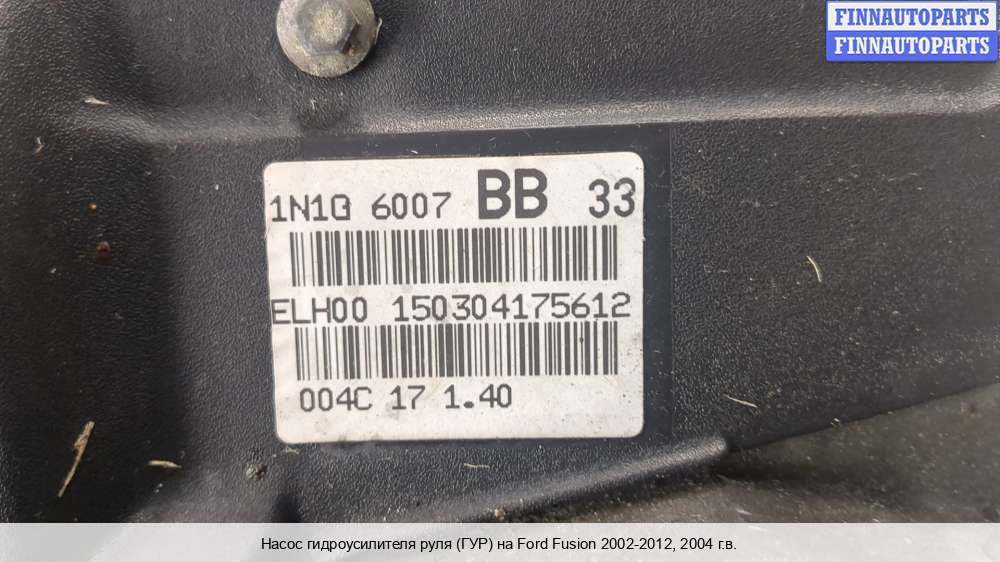 FINNAUTOPARTS
FINNAUTOPARTS
1N1G 6007 BB 33
ELH00 150304175612
004C 17 1.40
Насос гидроусилителя руля (ГУР) на Ford Fusion 2002-2012, 2004 г.в.